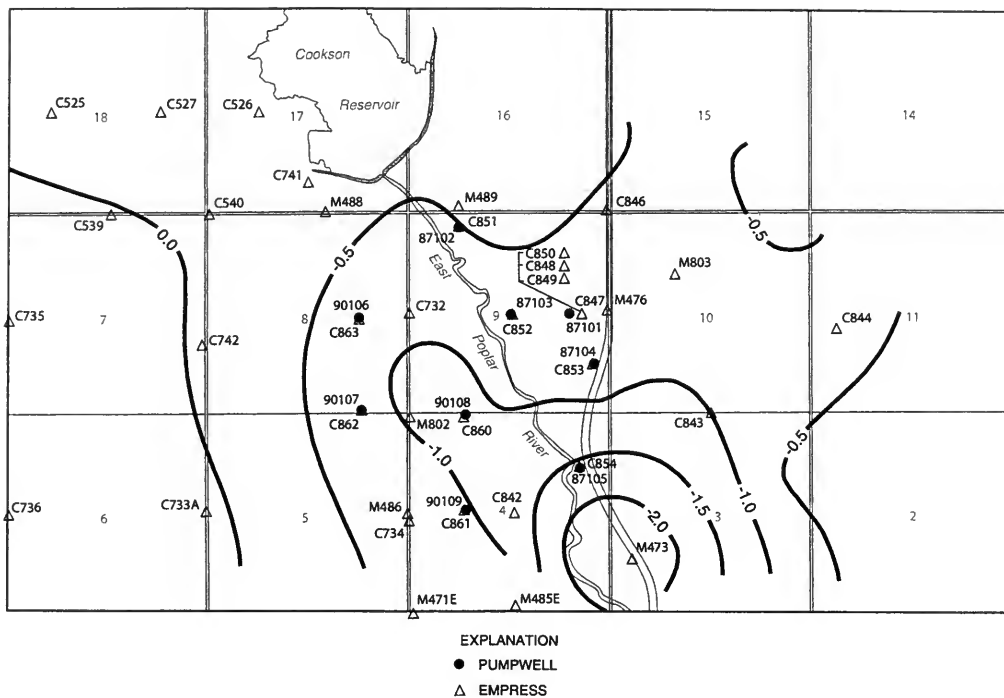 Cookson
Reservoir
C525
18
C527
C526
17
16
15
14
C741
C539
C540
M488
M489
C851
87102
C846
0.0
-0.5
-0.5
East
C850
C848
C849
M803
C735
7
C742
8
90106
C863
C732
9
87103
C852
C847
87101
M476
10
C844
11
Poplar
87104
C853
90107
C862
M802
90108
C860
C843
-0.5
River
-1.0
C854
87105
-1.5
-1.0
C736
6
C733A
5
M486
C734
90109
C861
C842
4
-2.0
3
2
M473
M471E
M485E
EXPLANATION
PUMPWELL
EMPRESS